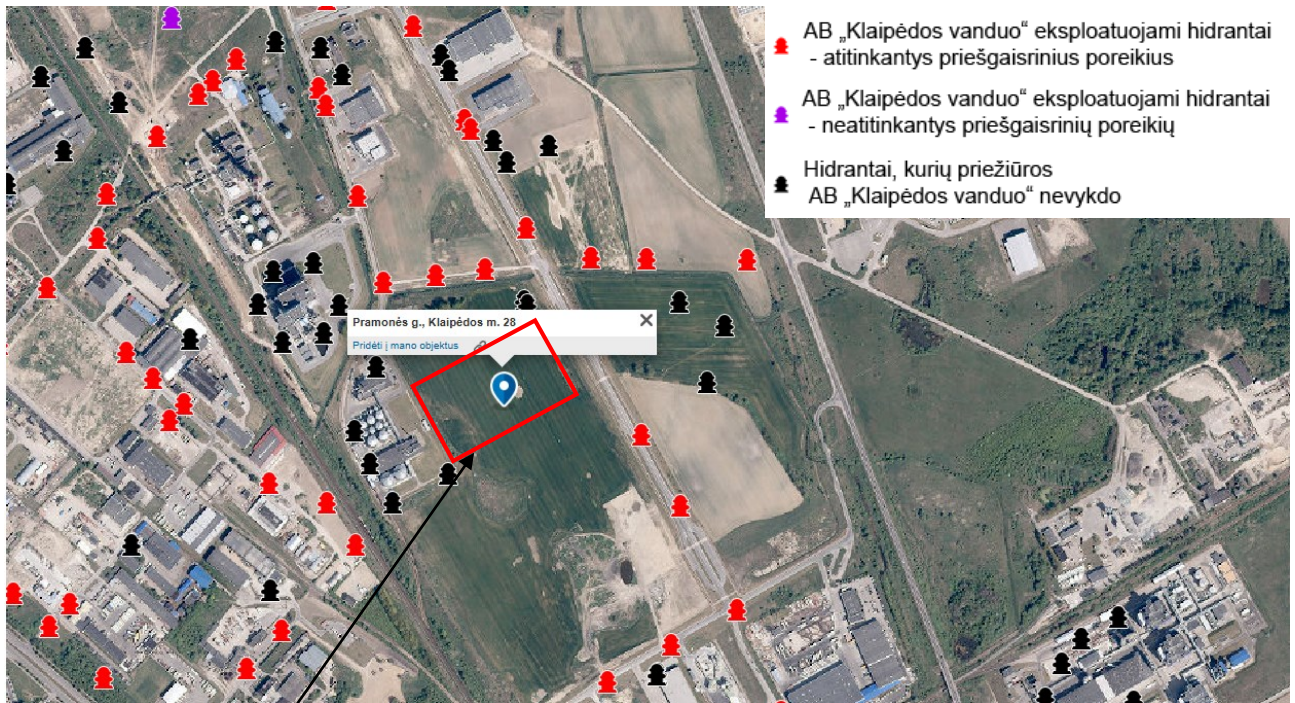 AB „Klaipėdos vanduo“ eksploatuojami hidrantai
- atitinkantys priešgaisrinius poreikius
AB „Klaipėdos vanduo“ eksploatuojami hidrantai
- neatitinkantys priešgaisrinių poreikių
Hidrantai, kurių priežiūros
AB „Klaipėdos vanduo“ nevykdo
Pramonės g., Klaipėdos m. 28
Pridėti į mano objektus